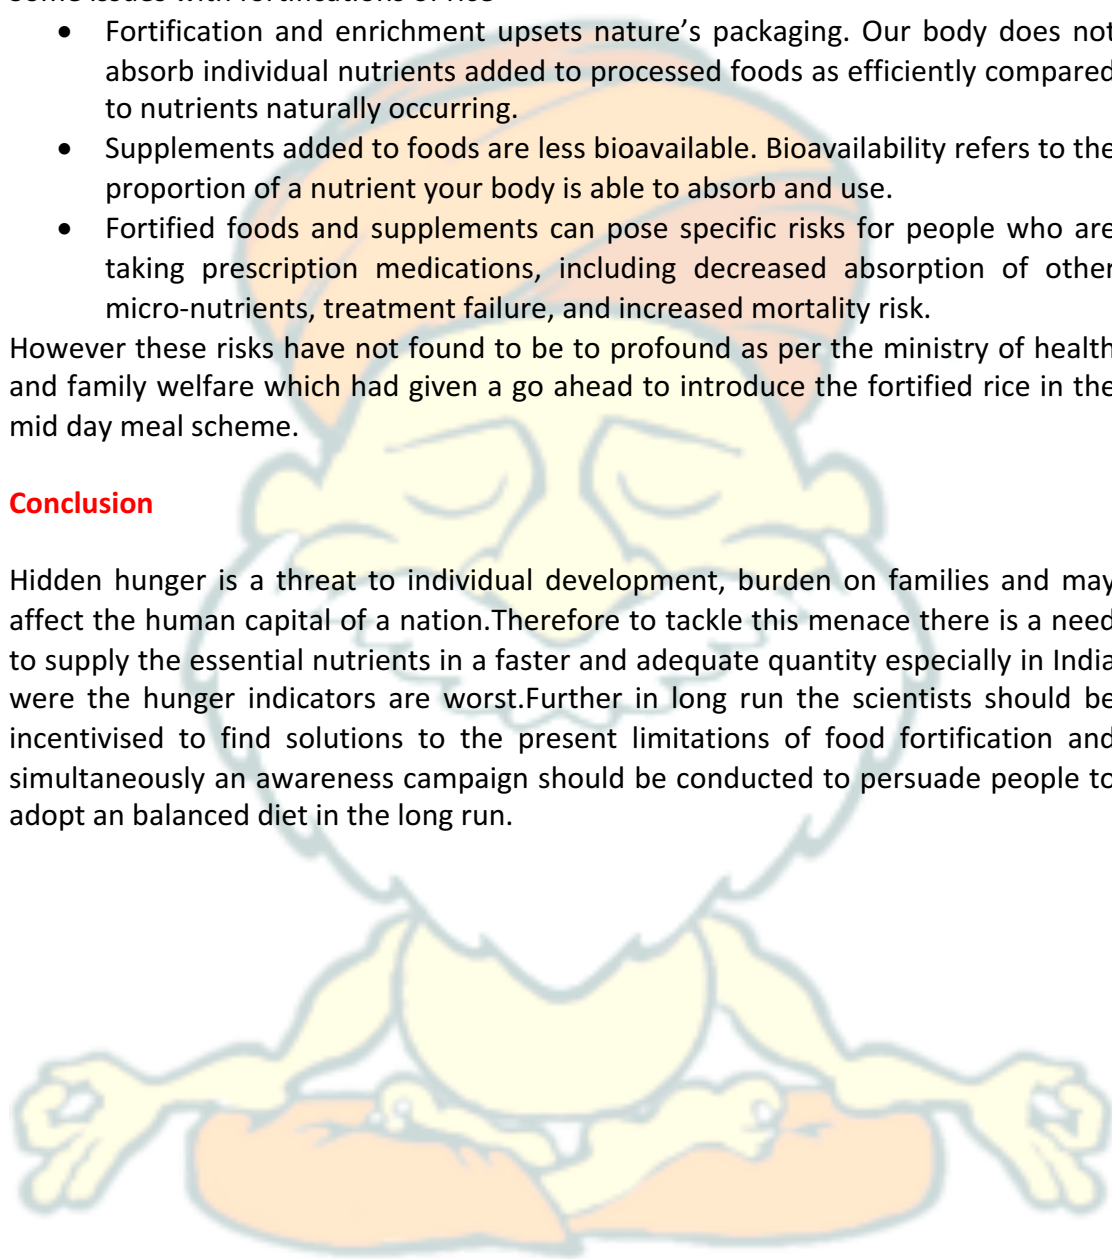 Some issues with fortifications of rice
• Fortification and enrichment upsets nature’s packaging. Our body does not
absorb individual nutrients added to processed foods as efficiently compared
to nutrients naturally occurring.
• Supplements added to foods are less bioavailable. Bioavailability refers to the
proportion of a nutrient your body is able to absorb and use.
• Fortified foods and supplements can pose specific risks for people who are
taking prescription medications, including decreased absorption of other
micro-nutrients, treatment failure, and increased mortality risk.
However these risks have not found to be to profound as per the ministry of health
and family welfare which had given a go ahead to introduce the fortified rice in the
mid day meal scheme.
Conclusion
Hidden hunger is a threat to individual development, burden on families and may
affect the human capital of a nation.Therefore to tackle this menace there is a need
to supply the essential nutrients in a faster and adequate quantity especially in India
were the hunger indicators are worst.Further in long run the scientists should be
incentivised to find solutions to the present limitations of food fortification and
simultaneously an awareness campaign should be conducted to persuade people to
adopt an balanced diet in the long run.